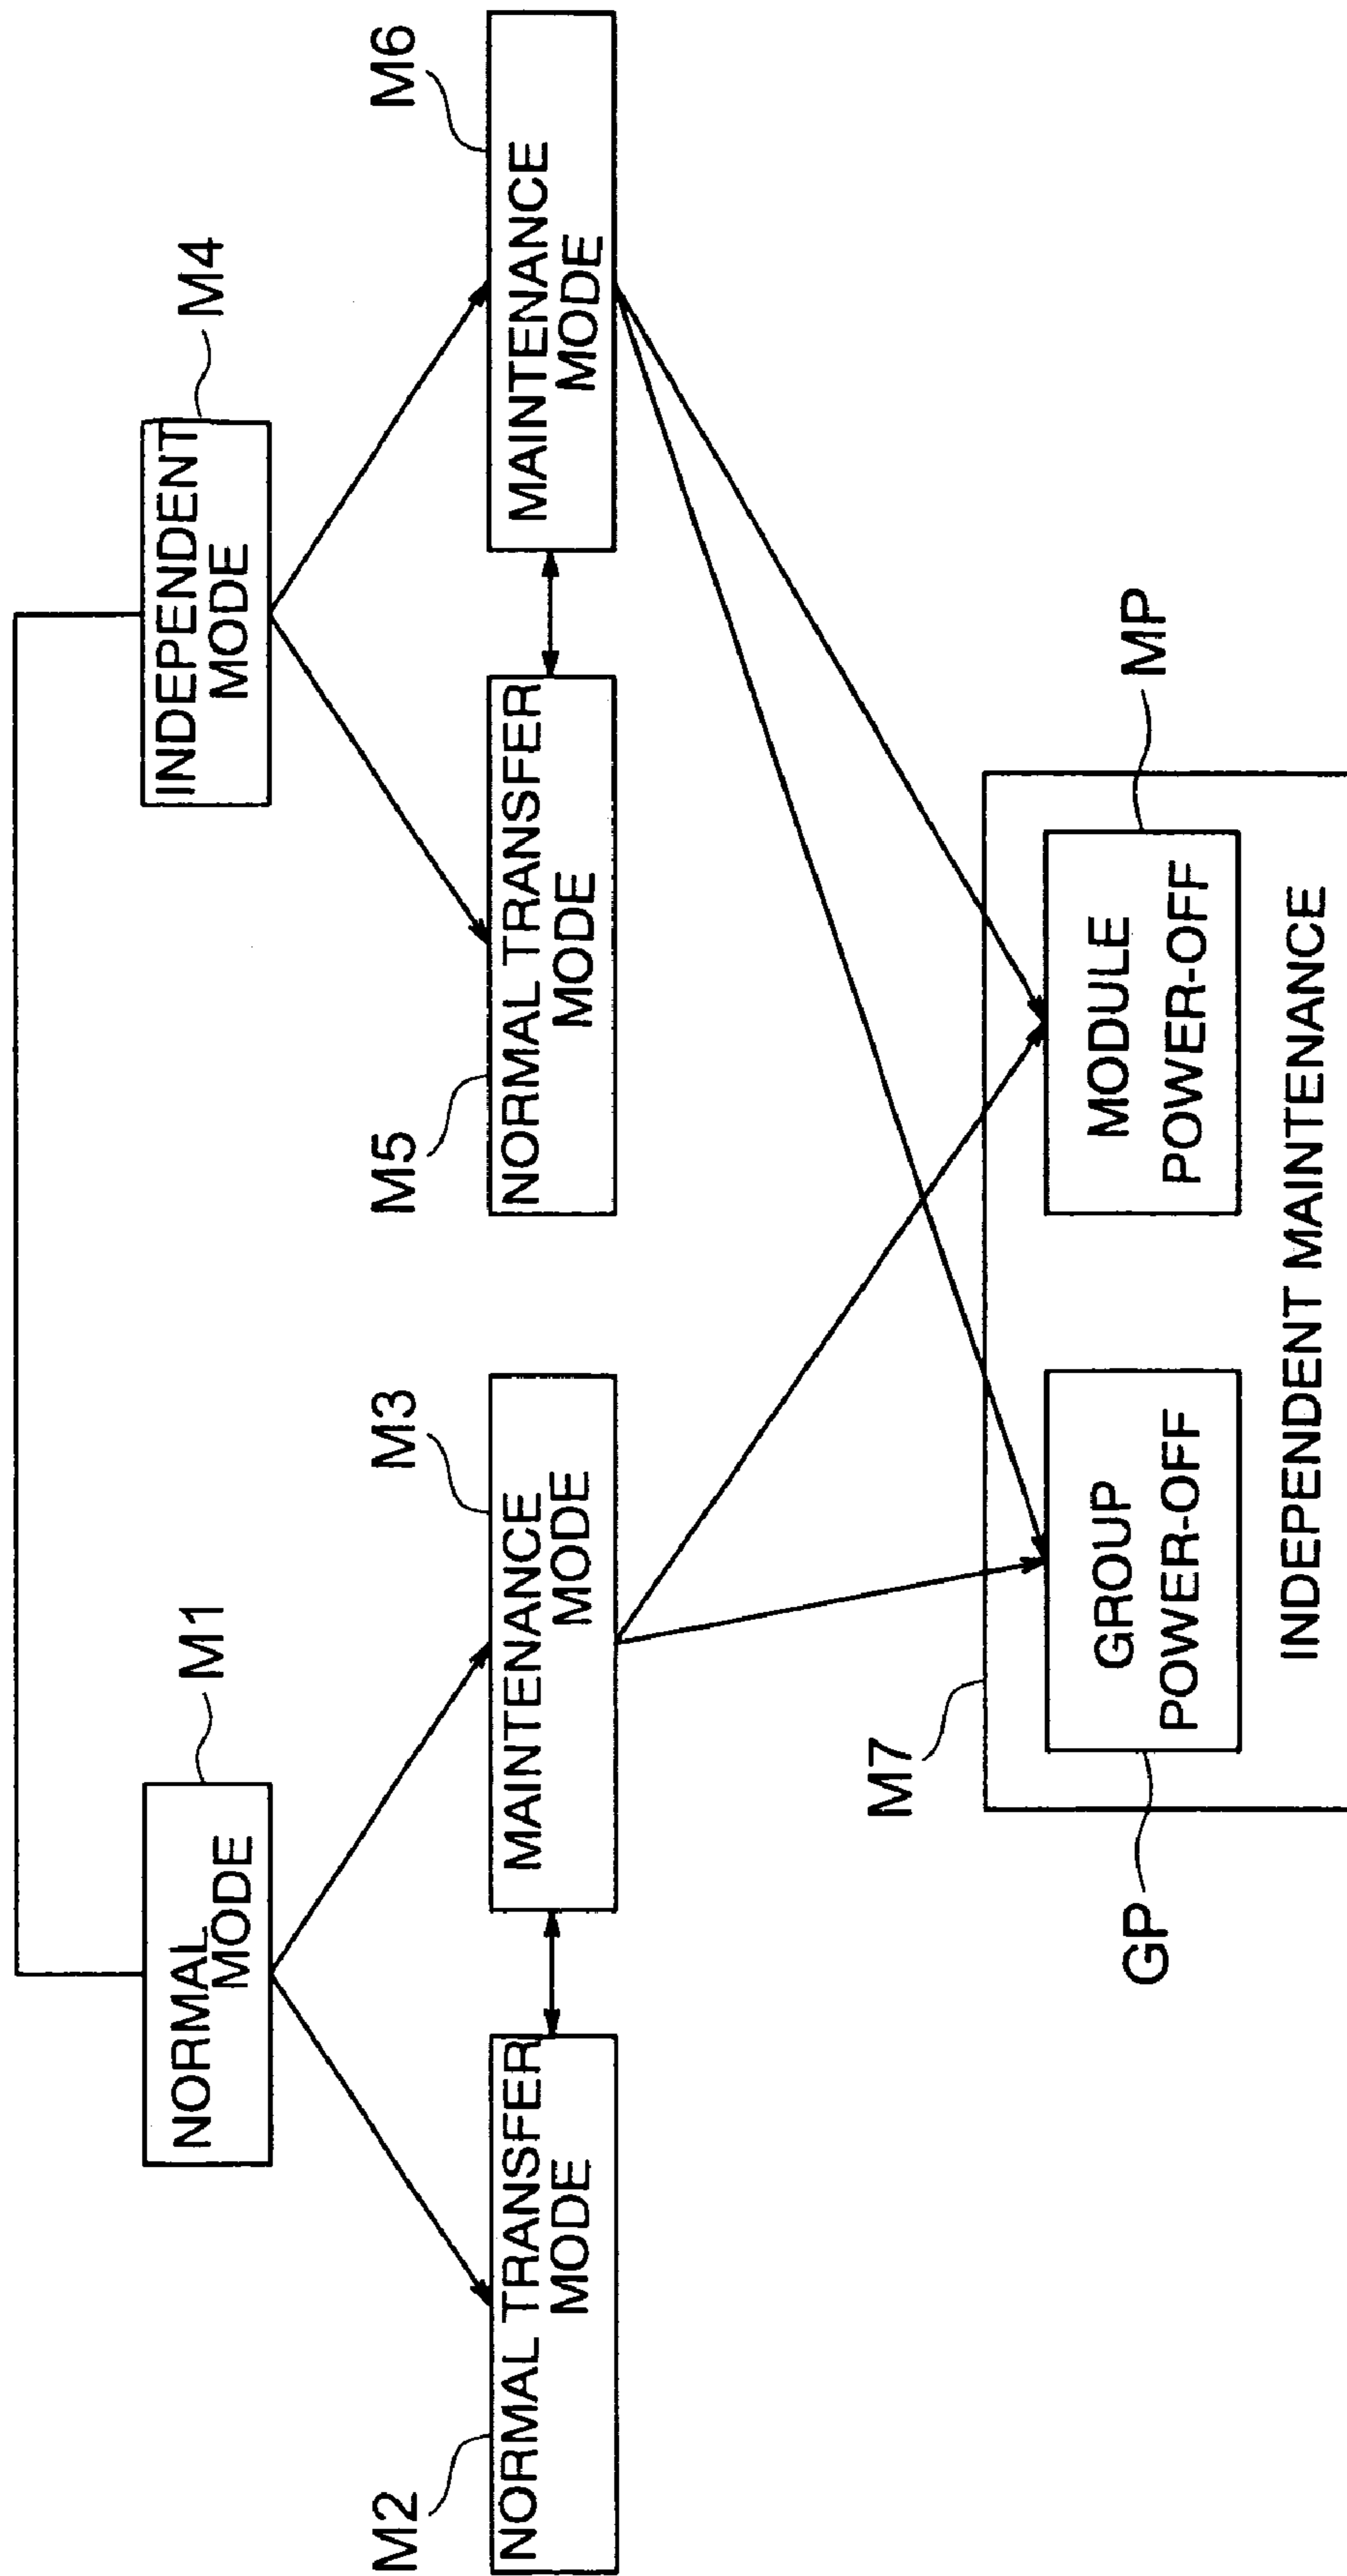 M1
NORMAL
MODE
M4
INDEPENDENT
MODE
M2
NORMAL TRANSFER
MODE
M3
MAINTENANCE
MODE
M5
NORMAL TRANSFER
MODE
M6
MAINTENANCE
MODE
M7
GP
GROUP
POWER-OFF
MP
MODULE
POWER-OFF
INDEPENDENT MAINTENANCE